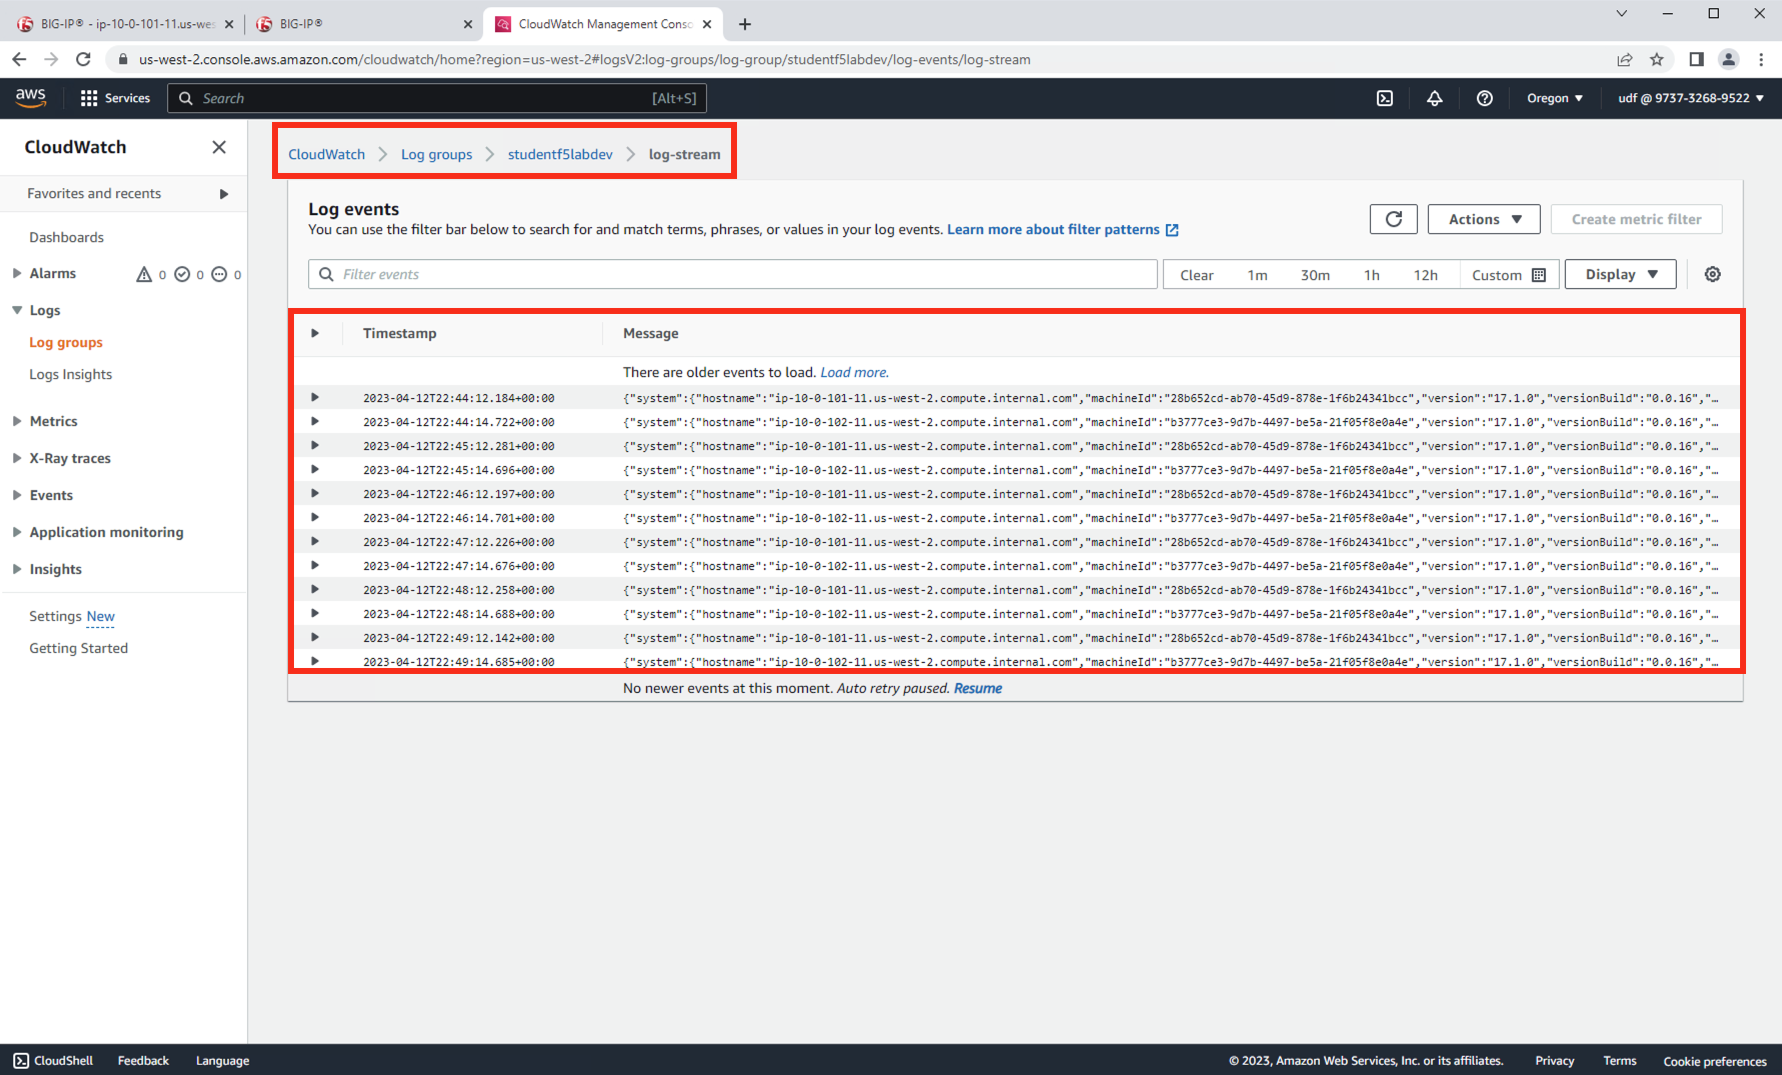 BIG-IP® - ip-10-0-101-11.us-wes
BIG-IP®
CloudWatch Management Conso
us-west-2.console.aws.amazon.com/cloudwatch/home?region=us-west-2#logsV2:log-groups/log-group/studentf5labdev/log-events/log-stream
aws
Services
Search
[Alt+S]
Oregon
udf @ 9737-3268-9522
CloudWatch
Favorites and recents
Dashboards
Alarms 0 0 0
Logs
Log groups
Logs Insights
Metrics
X-Ray traces
Events
Application monitoring
Insights
Settings New
Getting Started
CloudWatch > Log groups > studentf5labdev > log-stream
Log events
You can use the filter bar below to search for and match terms, phrases, or values in your log events. Learn more about filter patterns
Actions
Create metric filter
Filter events
Clear 1m 30m 1h 12h Custom
Display
Timestamp Message
There are older events to load. Load more.
2023-04-12T22:44:12.184+00:00 {"system":{"hostname":"ip-10-0-101-11.us-west-2.compute.internal.com","machineId":"28b652cd-ab70-45d9-878e-1f6b24341bcc","version":"17.1.0","versionBuild":"0.0.16","…
2023-04-12T22:44:14.722+00:00 {"system":{"hostname":"ip-10-0-102-11.us-west-2.compute.internal.com","machineId":"b3777ce3-9d7b-4497-be5a-21f05f8e0a4e","version":"17.1.0","versionBuild":"0.0.16","…
2023-04-12T22:45:12.281+00:00 {"system":{"hostname":"ip-10-0-101-11.us-west-2.compute.internal.com","machineId":"28b652cd-ab70-45d9-878e-1f6b24341bcc","version":"17.1.0","versionBuild":"0.0.16","…
2023-04-12T22:45:14.696+00:00 {"system":{"hostname":"ip-10-0-102-11.us-west-2.compute.internal.com","machineId":"b3777ce3-9d7b-4497-be5a-21f05f8e0a4e","version":"17.1.0","versionBuild":"0.0.16","…
2023-04-12T22:46:12.197+00:00 {"system":{"hostname":"ip-10-0-101-11.us-west-2.compute.internal.com","machineId":"28b652cd-ab70-45d9-878e-1f6b24341bcc","version":"17.1.0","versionBuild":"0.0.16","…
2023-04-12T22:46:14.701+00:00 {"system":{"hostname":"ip-10-0-102-11.us-west-2.compute.internal.com","machineId":"b3777ce3-9d7b-4497-be5a-21f05f8e0a4e","version":"17.1.0","versionBuild":"0.0.16","…
2023-04-12T22:47:12.226+00:00 {"system":{"hostname":"ip-10-0-101-11.us-west-2.compute.internal.com","machineId":"28b652cd-ab70-45d9-878e-1f6b24341bcc","version":"17.1.0","versionBuild":"0.0.16","…
2023-04-12T22:47:14.676+00:00 {"system":{"hostname":"ip-10-0-102-11.us-west-2.compute.internal.com","machineId":"b3777ce3-9d7b-4497-be5a-21f05f8e0a4e","version":"17.1.0","versionBuild":"0.0.16","…
2023-04-12T22:48:12.258+00:00 {"system":{"hostname":"ip-10-0-101-11.us-west-2.compute.internal.com","machineId":"28b652cd-ab70-45d9-878e-1f6b24341bcc","version":"17.1.0","versionBuild":"0.0.16","…
2023-04-12T22:48:14.688+00:00 {"system":{"hostname":"ip-10-0-102-11.us-west-2.compute.internal.com","machineId":"b3777ce3-9d7b-4497-be5a-21f05f8e0a4e","version":"17.1.0","versionBuild":"0.0.16","…
2023-04-12T22:49:12.142+00:00 {"system":{"hostname":"ip-10-0-101-11.us-west-2.compute.internal.com","machineId":"28b652cd-ab70-45d9-878e-1f6b24341bcc","version":"17.1.0","versionBuild":"0.0.16","…
2023-04-12T22:49:14.685+00:00 {"system":{"hostname":"ip-10-0-102-11.us-west-2.compute.internal.com","machineId":"b3777ce3-9d7b-4497-be5a-21f05f8e0a4e","version":"17.1.0","versionBuild":"0.0.16","…
No newer events at this moment. Auto retry paused. Resume
CloudShell Feedback Language
© 2023, Amazon Web Services, Inc. or its affiliates. Privacy Terms Cookie preferences